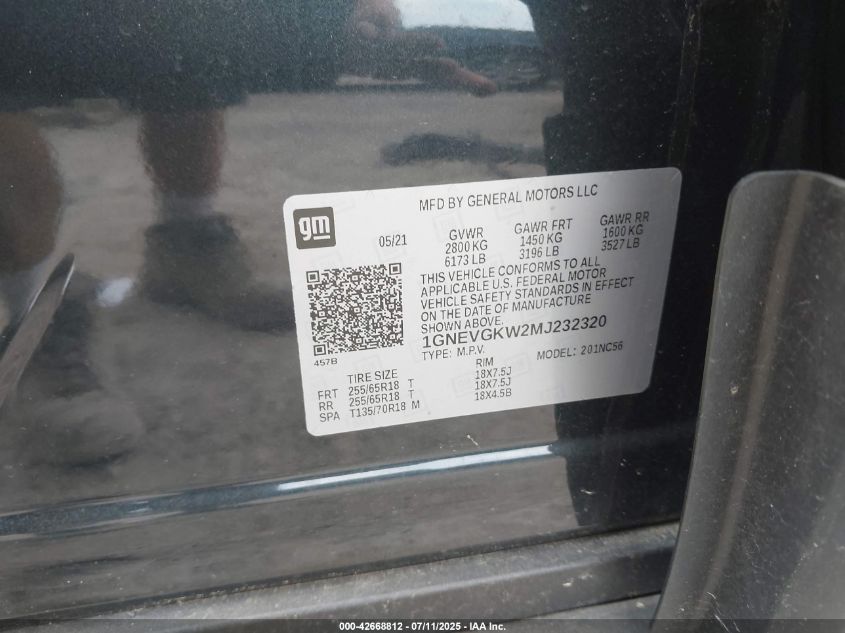 MFD BY GENERAL MOTORS LLC
gm
05/21
GVWR GAWR FRT GAWR RR
2800 KG 1450 KG 1600 KG
6173 LB 3196 LB 3527 LB
THIS VEHICLE CONFORMS TO ALL
APPLICABLE U.S. FEDERAL MOTOR
VEHICLE SAFETY STANDARDS IN EFFECT
ON THE DATE OF MANUFACTURE
SHOWN ABOVE.
1GNEVGKW2MJ232320
457B
TYPE: M.P.V. MODEL: 201NC56
TIRE SIZE RIM
FRT 255/65R18 T 18X7.5J
RR 255/65R18 T 18X7.5J
SPA T135/70R18 M 18X4.5B
000-42668812 - 07/11/2025 - IAA Inc.